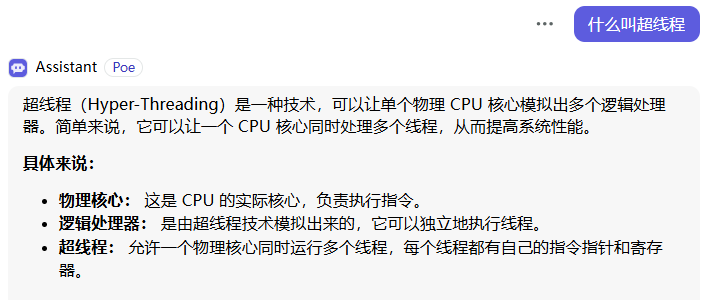 什么叫超线程
Assistant Poe
超线程（Hyper-Threading）是一种技术，可以让单个物理 CPU 核心模拟出多个逻辑处理
器。简单来说，它可以让一个 CPU 核心同时处理多个线程，从而提高系统性能。
具体来说：
• 物理核心： 这是 CPU 的实际核心，负责执行指令。
• 逻辑处理器： 是由超线程技术模拟出来的，它可以独立地执行线程。
• 超线程： 允许一个物理核心同时运行多个线程，每个线程都有自己的指令指针和寄存
器。